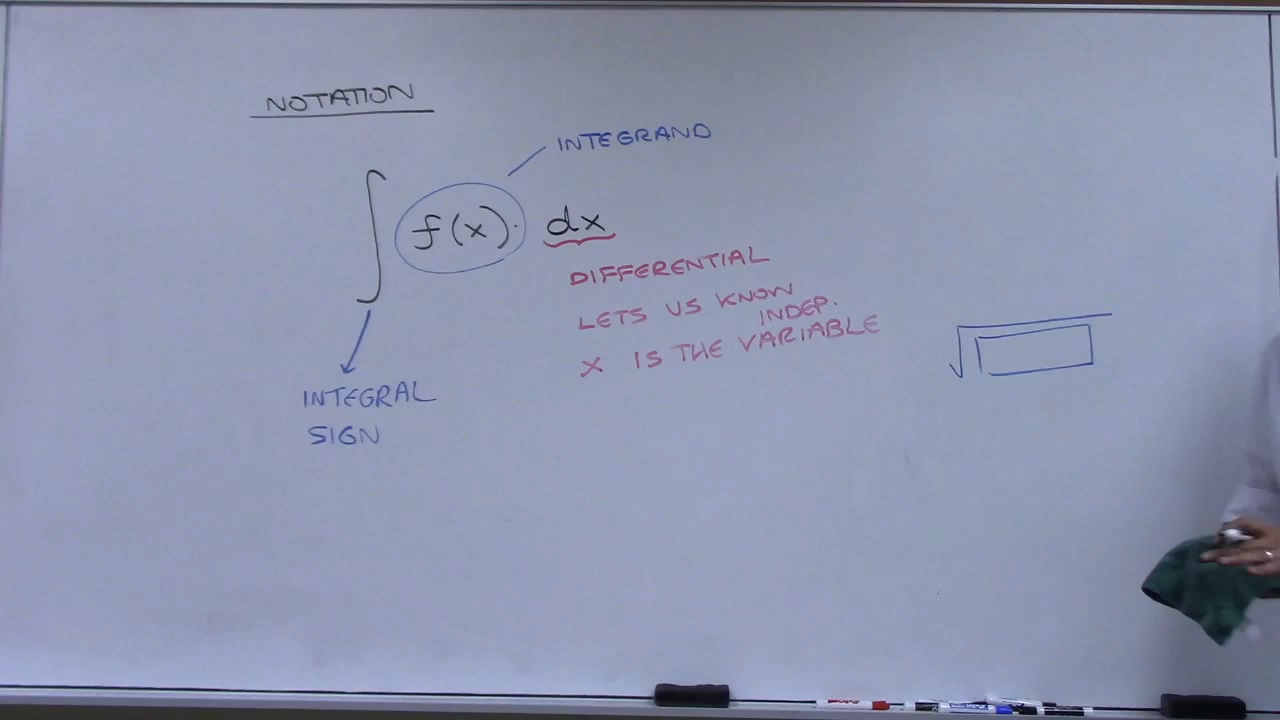 NOTATION
INTEGRAND
∫ f(x) · dx
DIFFERENTIAL
LETS US KNOW
INDEP.
X IS THE VARIABLE
INTEGRAL
SIGN
√